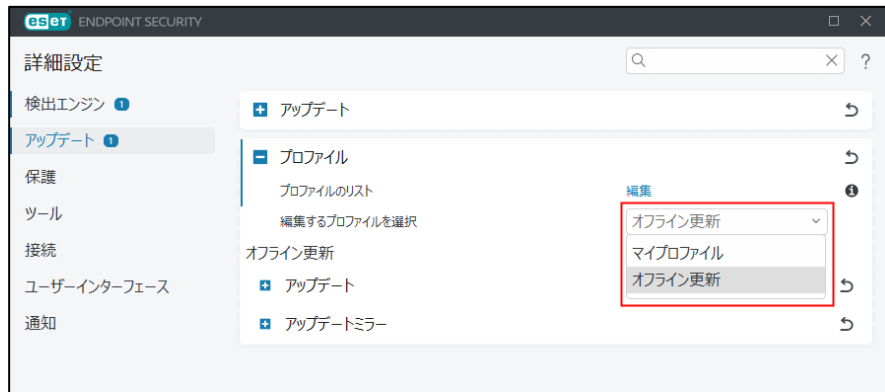 eset ENDPOINT SECURITY
詳細設定
?
検出エンジン 1
アップデート 1
保護
ツール
接続
ユーザーインターフェース
通知
アップデート
プロファイル
プロファイルのリスト 編集
編集するプロファイルを選択 オフライン更新
マイプロファイル
オフライン更新
オフライン更新
アップデート
アップデートミラー